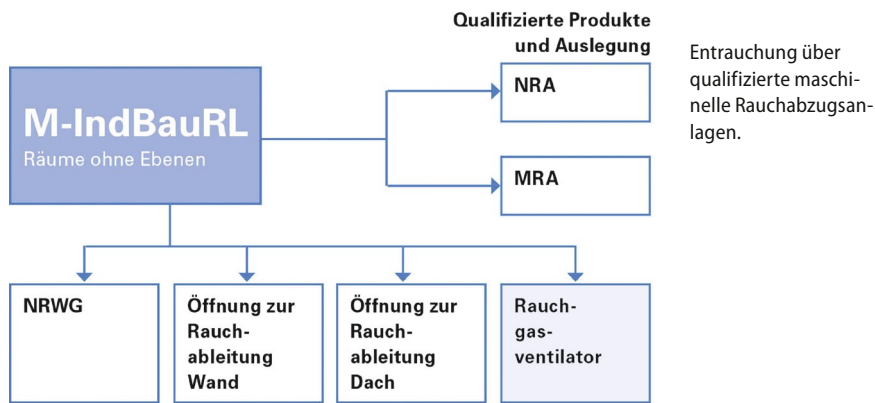 Qualifizierte Produkte
und Auslegung
M-IndBauRL
Räume ohne Ebenen
NRA
MRA
NRWG
Öffnung zur
Rauch-
ableitung
Wand
Öffnung zur
Rauch-
ableitung
Dach
Rauch-
gas-
ventilator
Entrauchung über
qualifizierte maschi-
nelle Rauchabzugsan-
lagen.